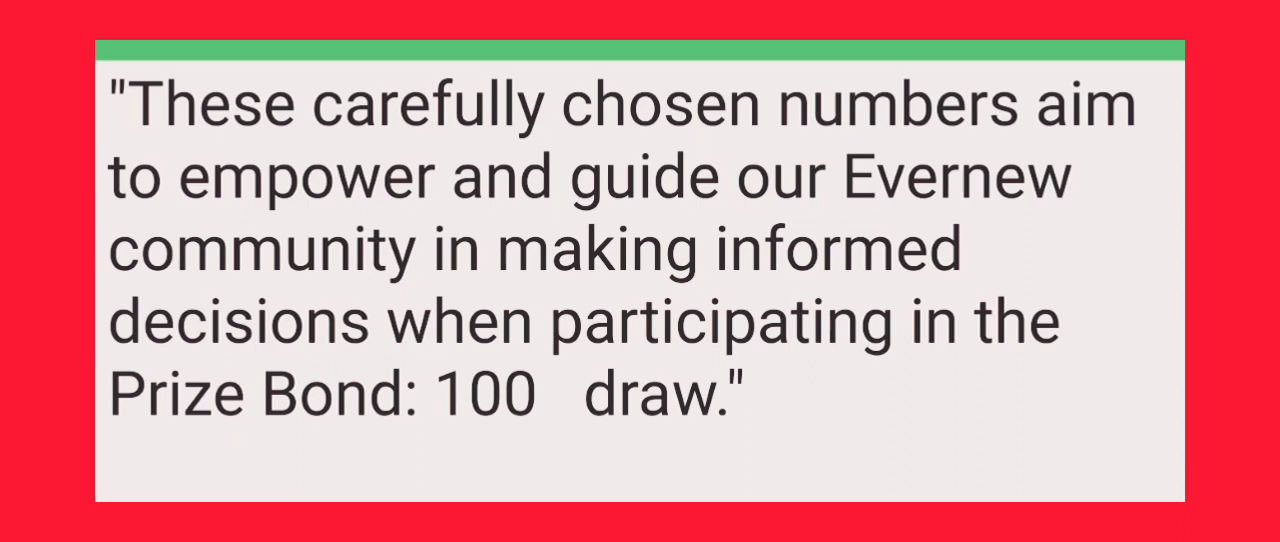 "These carefully chosen numbers aim
to empower and guide our Evernew
community in making informed
decisions when participating in the
Prize Bond: 100   draw."